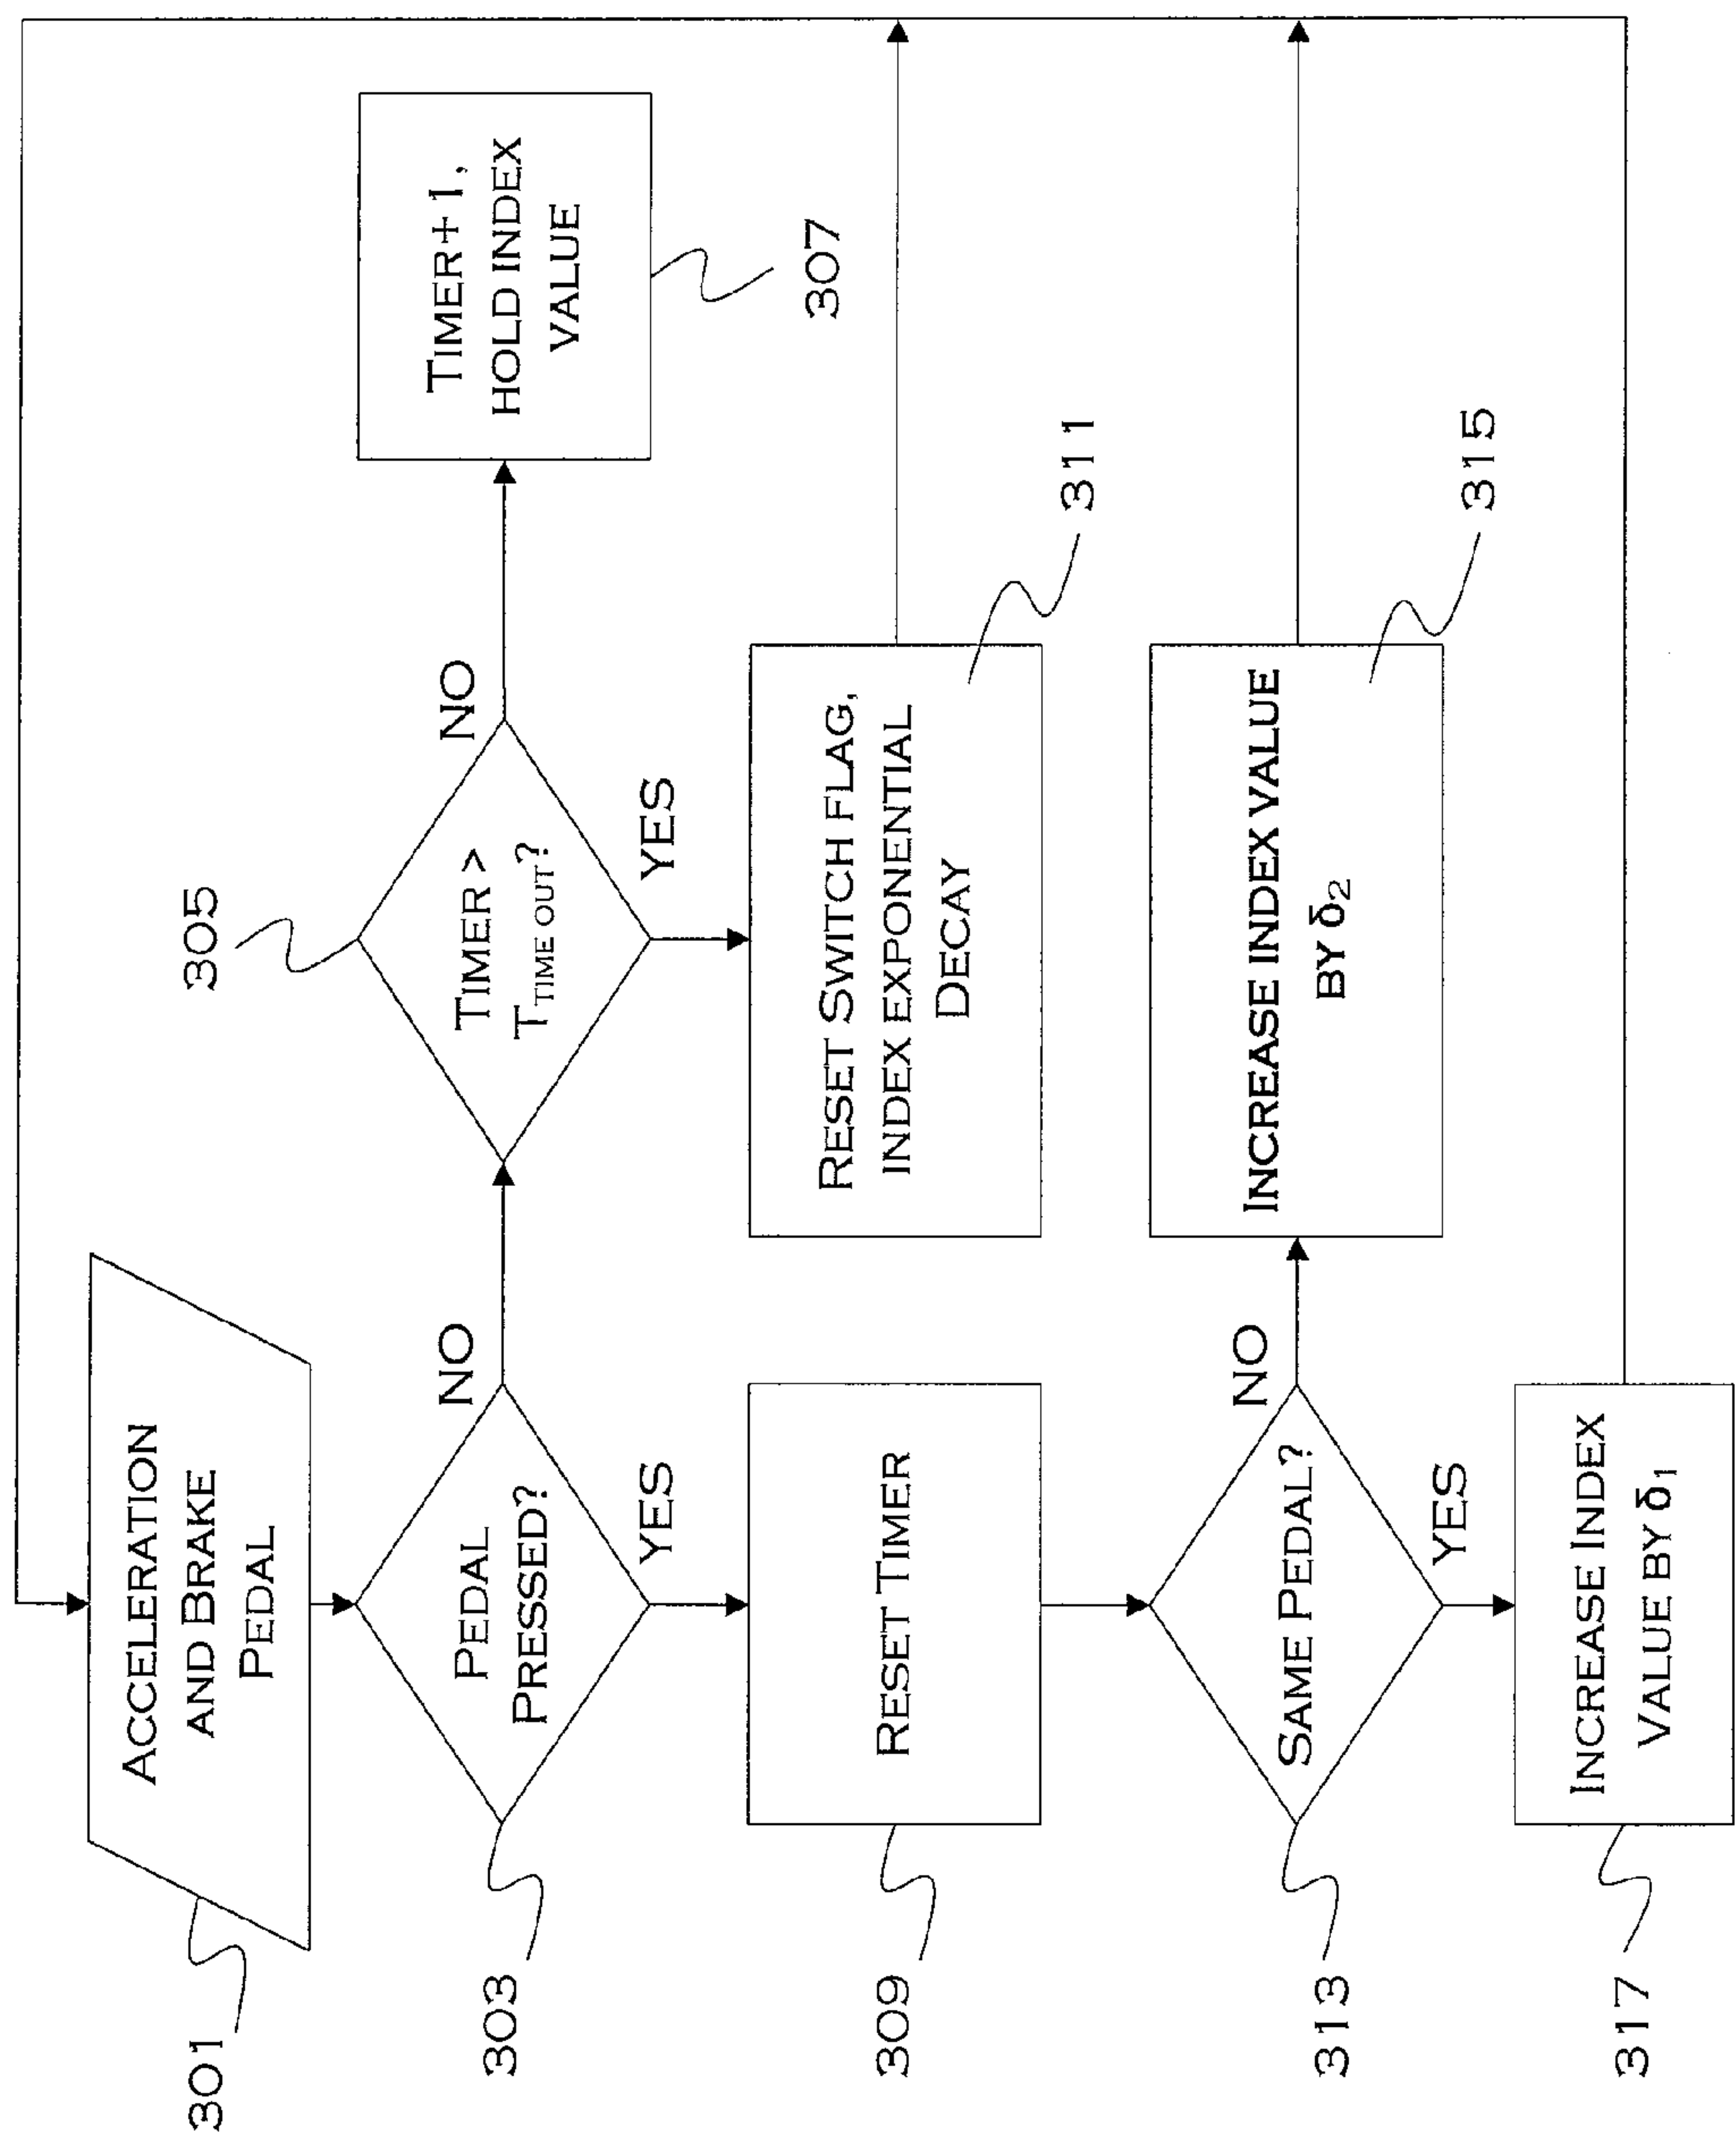 301
ACCELERATION
AND BRAKE
PEDAL
303
PEDAL
PRESSED?
NO
YES
305
TIMER >
T TIME OUT?
NO
YES
TIMER+1,
HOLD INDEX
VALUE
307
309
RESET TIMER
RESET SWITCH FLAG,
INDEX EXPONENTIAL
DECAY
311
313
SAME PEDAL?
NO
YES
INCREASE INDEX VALUE
BY δ2
315
317
INCREASE INDEX
VALUE BY δ1